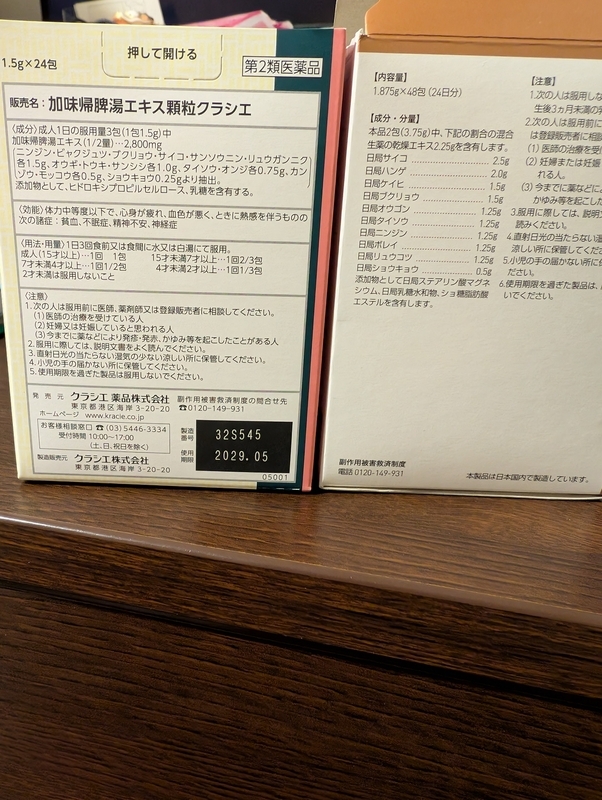 押して開ける
1.5g×24包
第2類医薬品
販売名：加味帰脾湯エキス顆粒クラシエ
〈成分〉成人1日の服用量3包(1包1.5g)中
加味帰脾湯エキス(1/2量)…2,800mg
(ニンジン・ビャクジュツ・ブクリョウ・サイコ・サンソウニン・リュウガンニク
各1.5g、オウギ・トウキ・サンシシ各1.0g、タイソウ・オンジ各0.75g、カン
ゾウ・モッコウ各0.5g、ショウキョウ0.25gより抽出。)
添加物として、ヒドロキシプロピルセルロース、乳糖を含有する。
〈効能〉体力中等度以下で、心身が疲れ、血色が悪く、ときに熱感を伴うものの
次の諸症：貧血、不眠症、精神不安、神経症
〈用法・用量〉1日3回食前又は食間に水又は白湯にて服用。
成人(15才以上)…1回 1包 15才未満7才以上…1回2/3包
7才未満4才以上…1回1/2包 4才未満2才以上…1回1/3包
2才未満は服用しないこと
〈注意〉
1.次の人は服用前に医師、薬剤師又は登録販売者に相談してください。
(1)医師の治療を受けている人
(2)妊婦又は妊娠していると思われる人
(3)今までに薬などにより発疹・発赤、かゆみ等を起こしたことがある人
2.服用に際しては、説明文書をよく読んでください。
3.直射日光の当たらない湿気の少ない涼しい所に保管してください。
4.小児の手の届かない所に保管してください。
5.使用期限を過ぎた製品は服用しないでください。
発売元 クラシエ薬品株式会社
東京都港区海岸3-20-20
ホームページ www.kracie.co.jp
副作用被害救済制度の問合せ先
☎0120-149-931
お客様相談窓口 ☎(03)5446-3334
受付時間 10:00〜17:00
(土、日、祝日を除く)
製造販売元 クラシエ株式会社
東京都港区海岸3-20-20
製造番号 32S545
使用期限 2029.05
05001
【内容量】
1.875g×48包(24日分)
【成分・分量】
本品2包(3.75g)中、下記の割合の混合
生薬の乾燥エキス2.25gを含有します。
日局サイコ 2.5g
日局ハンゲ 2.0g
日局ケイヒ 1.5g
日局ブクリョウ 1.5g
日局オウゴン 1.25g
日局タイソウ 1.25g
日局ニンジン 1.25g
日局ボレイ 1.25g
日局リュウコツ 1.25g
日局ショウキョウ 0.5g
添加物として日局ステアリン酸マグネ
シウム、日局乳糖水和物、ショ糖脂肪酸
エステルを含有します。
副作用被害救済制度
電話 0120-149-931
【注意】
1.次の人は服用しな
生後3ヵ月未満の
2.次の人は服用前に
は登録販売者に相談
(1)医師の治療を受
(2)妊婦または妊娠
れる人。
(3)今までに薬などに
かゆみ等を起こし
3.服用に際しては、説明文
読みください。
4.直射日光の当たらない湿
涼しい所に保管してくださ
5.小児の手の届かない所に
ださい。
6.使用期限を過ぎた製品は、
いでください。
本製品は日本国内で製造しています。